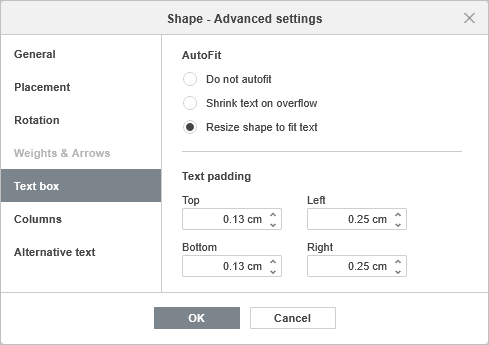 Shape - Advanced settings
General
Placement
Rotation
Weights & Arrows
Text box
Columns
Alternative text
AutoFit
Do not autofit
Shrink text on overflow
Resize shape to fit text
Text padding
Top Left
0.13 cm 0.25 cm
Bottom Right
0.13 cm 0.25 cm
OK Cancel